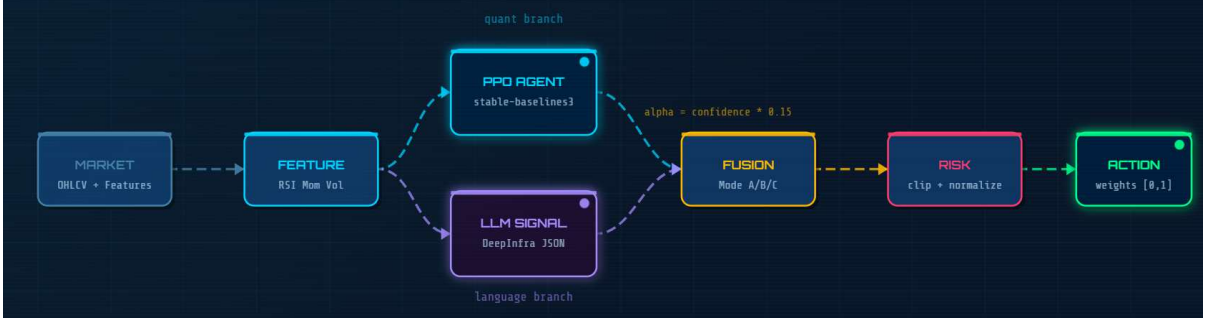 quant branch
PPO AGENT
stable-baselines3
alpha = confidence * 0.15
MARKET
OHLCV + Features
FEATURE
RSI Mom Vol
FUSION
Mode A/B/C
RISK
clip + normalize
ACTION
weights [0,1]
LLM SIGNAL
DeepInfra JSON
language branch